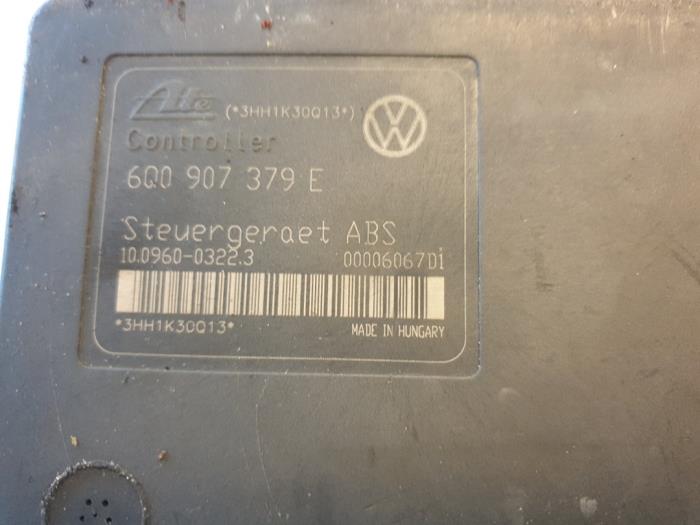 Ate (*3HH1K30Q13*)
Controller
6Q0 907 379 E
Steuergeraet ABS
10.0960-0322.3 00006067D1
*3HH1K30Q13*
MADE IN HUNGARY